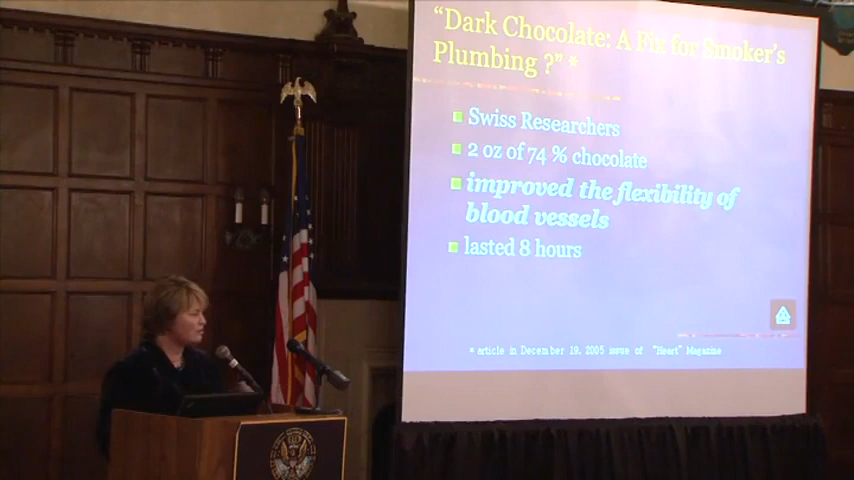 “Dark Chocolate: A Fix for Smoker’s
Plumbing ?” *
Swiss Researchers
2 oz of 74 % chocolate
improved the flexibility of
blood vessels
lasted 8 hours
* article in December 19, 2005 issue of "Heart" Magazine